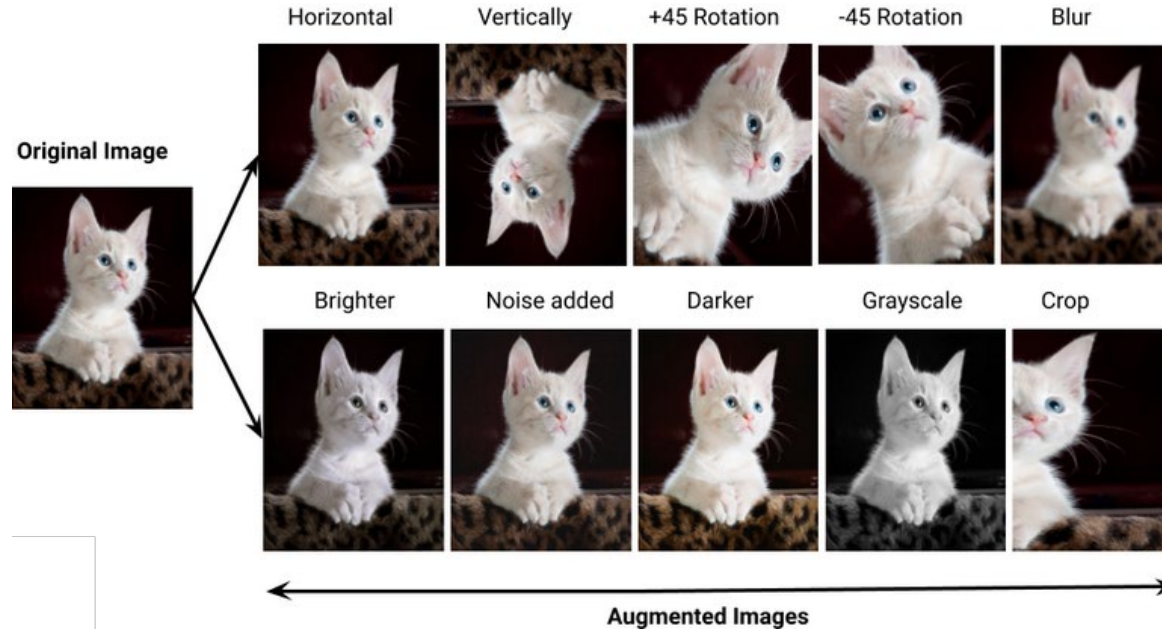 Horizontal Vertically +45 Rotation -45 Rotation Blur
Original Image
Brighter Noise added Darker Grayscale Crop
Augmented Images